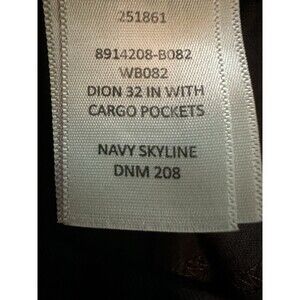 251861
8914208-B082
WB082
DION 32 IN WITH
CARGO POCKETS
NAVY SKYLINE
DNM 208